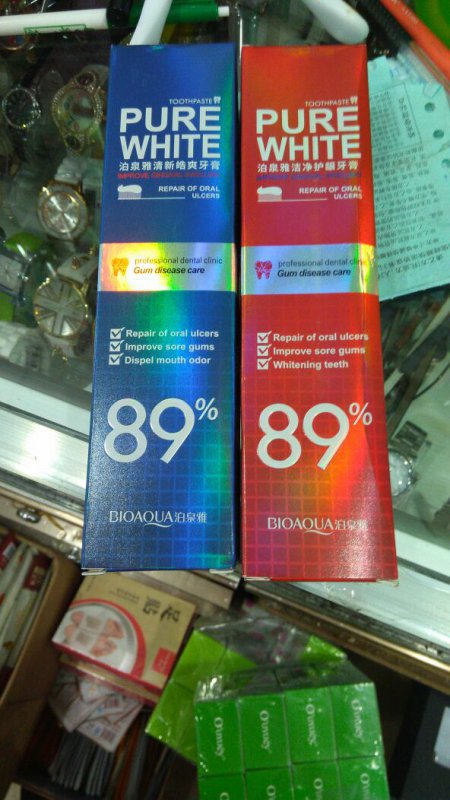 TOOTHPASTE
PURE
WHITE
泊泉雅清新皓爽牙膏
REPAIR OF ORAL
ULCERS
professional dental clinic
Gum disease care
Repair of oral ulcers
Improve sore gums
Dispel mouth odor
89%
BIOAQUA泊泉雅
TOOTHPASTE
PURE
WHITE
泊泉雅洁净护龈牙膏
REPAIR OF ORAL
ULCERS
professional dental clinic
Gum disease care
Repair of oral ulcers
Improve sore gums
Whitening teeth
89%
BIOAQUA泊泉雅